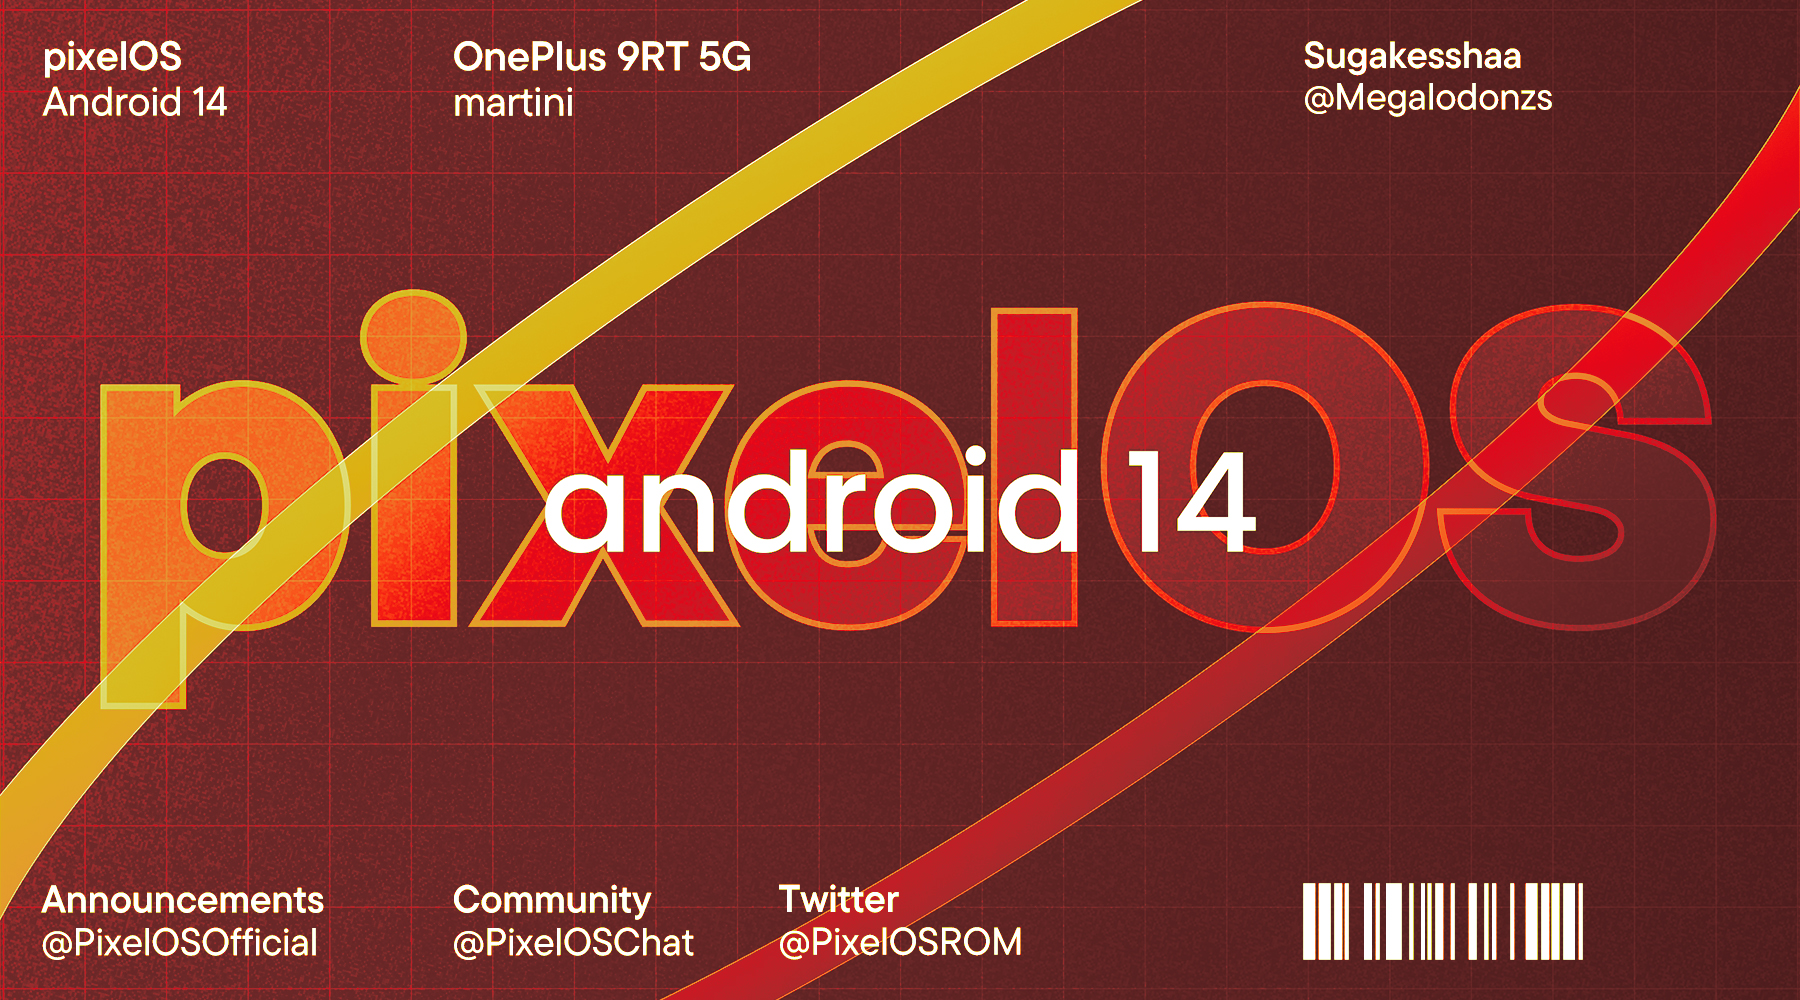 pixelOS
Android 14
OnePlus 9RT 5G
martini
Sugakesshaa
@Megalodonzs
pixelOS
android 14
Announcements
@PixelOSOfficial
Community
@PixelOSChat
Twitter
@PixelOSROM